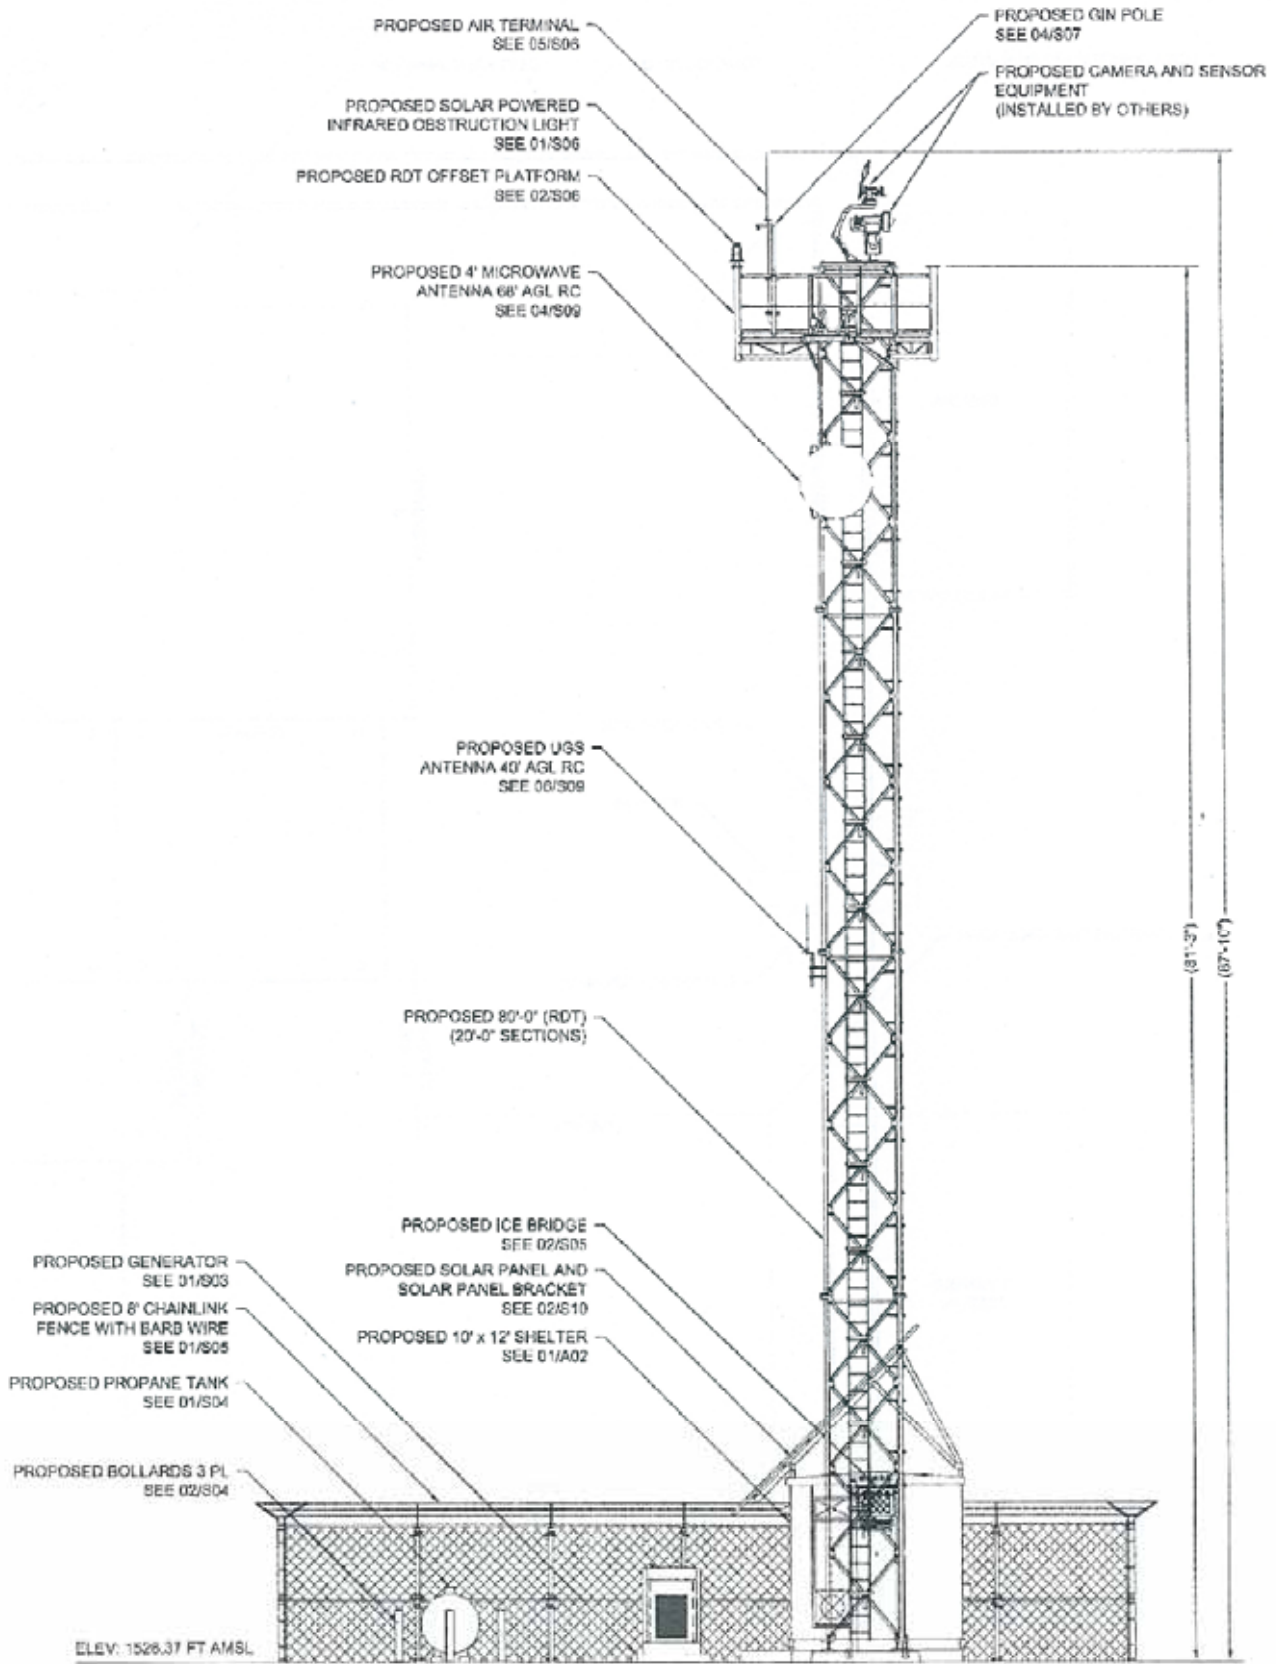 PROPOSED AIR TERMINAL
SEE 05/S06
PROPOSED GIN POLE
SEE 04/S07
PROPOSED CAMERA AND SENSOR
EQUIPMENT
(INSTALLED BY OTHERS)
PROPOSED SOLAR POWERED
INFRARED OBSTRUCTION LIGHT
SEE 01/S06
PROPOSED RDT OFFSET PLATFORM
SEE 02/S06
PROPOSED 4' MICROWAVE
ANTENNA 68' AGL RC
SEE 04/S09
PROPOSED UGS
ANTENNA 40' AGL RC
SEE 06/S09
(81'-3")
(87'-10")
PROPOSED 80'-0" (RDT)
(20'-0" SECTIONS)
PROPOSED ICE BRIDGE
SEE 02/S05
PROPOSED SOLAR PANEL AND
SOLAR PANEL BRACKET
SEE 02/S10
PROPOSED 10' x 12' SHELTER
SEE 01/A02
PROPOSED GENERATOR
SEE 01/S03
PROPOSED 8' CHAINLINK
FENCE WITH BARB WIRE
SEE 01/S05
PROPOSED PROPANE TANK
SEE 01/S04
PROPOSED BOLLARDS 3 PL
SEE 02/S04
ELEV: 1526.37 FT AMSL